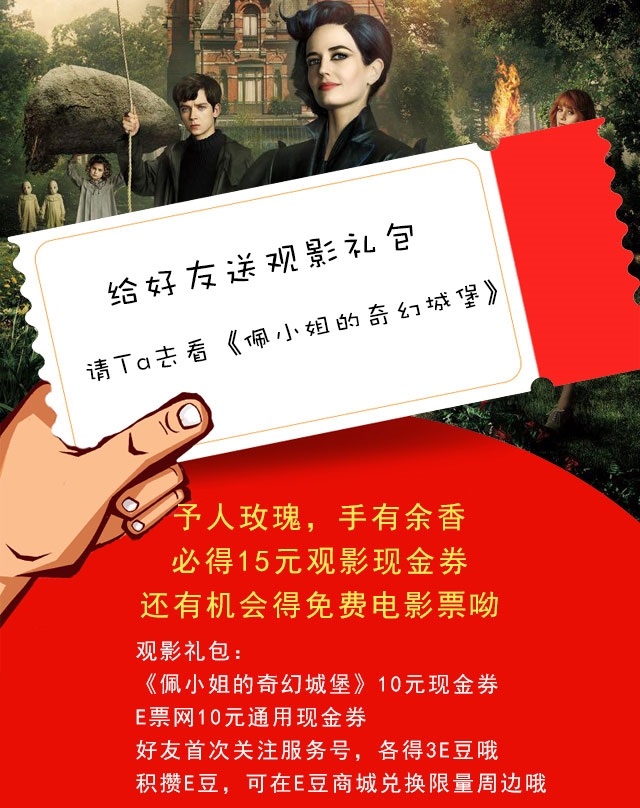 给好友送观影礼包
请Ta去看《佩小姐的奇幻城堡》
予人玫瑰，手有余香
必得15元观影现金券
还有机会得免费电影票呦
观影礼包：
《佩小姐的奇幻城堡》10元现金券
E票网10元通用现金券
好友首次关注服务号，各得3E豆哦
积攒E豆，可在E豆商城兑换限量周边哦